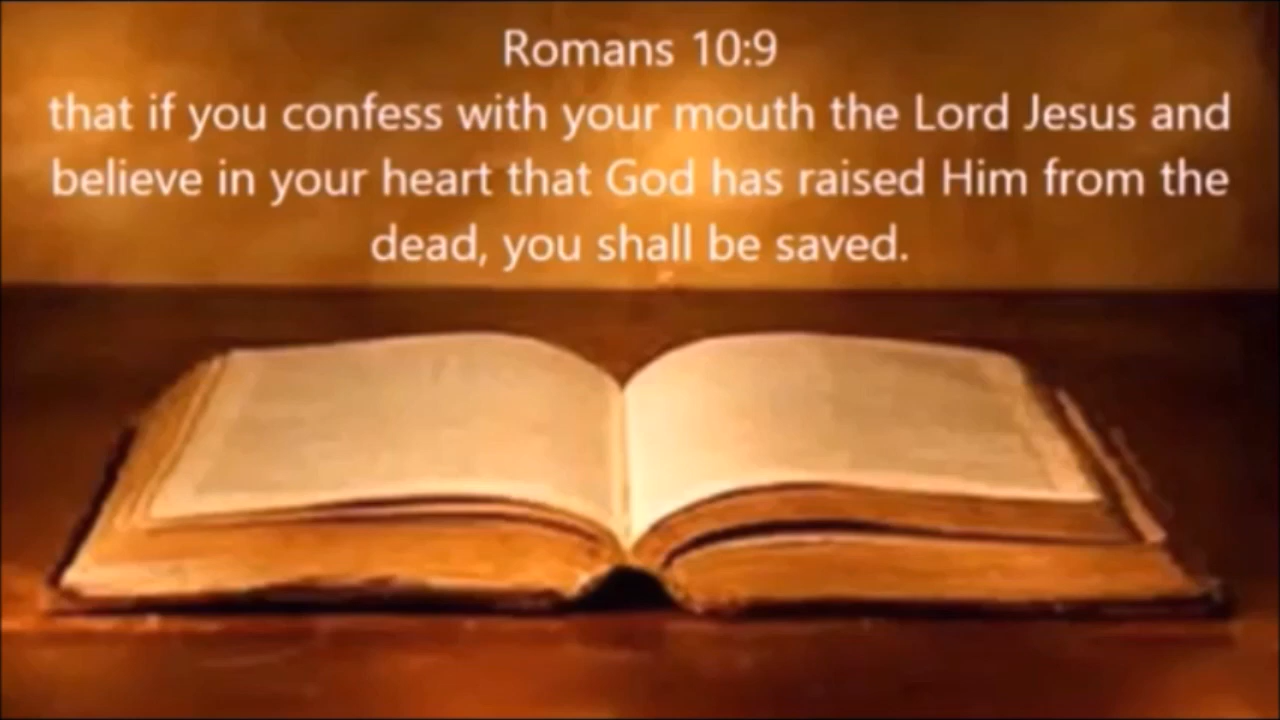 Romans 10:9
that if you confess with your mouth the Lord Jesus and
believe in your heart that God has raised Him from the
dead, you shall be saved.